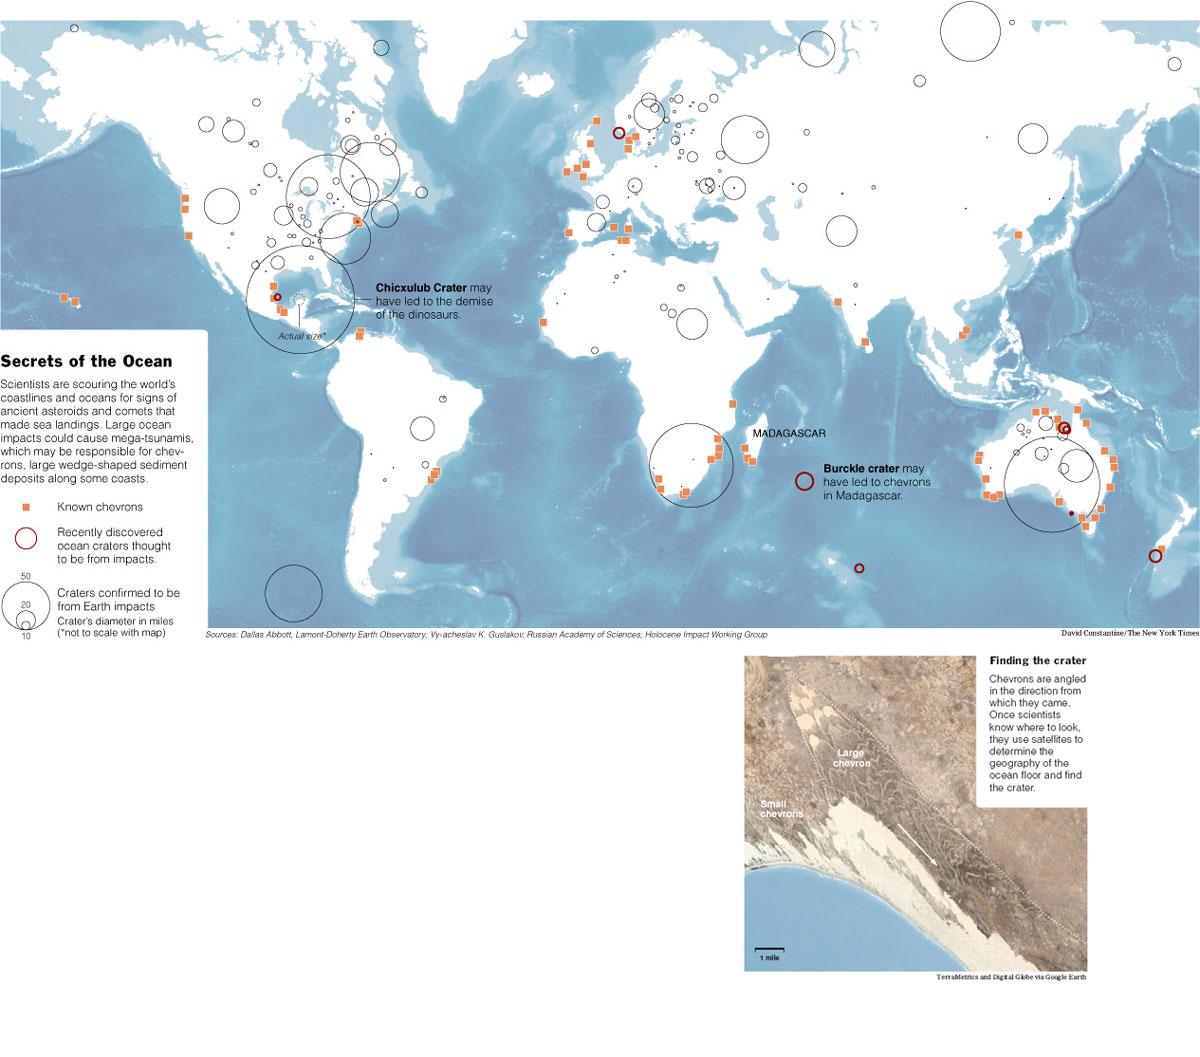 Chicxulub Crater may
have led to the demise
of the dinosaurs.
Actual size*
Secrets of the Ocean
Scientists are scouring the world's
coastlines and oceans for signs of
ancient asteroids and comets that
made sea landings. Large ocean
impacts could cause mega-tsunamis,
which may be responsible for chev-
rons, large wedge-shaped sediment
deposits along some coasts.
Known chevrons
Recently discovered
ocean craters thought
to be from impacts.
50
20
10
Craters confirmed to be
from Earth impacts
Crater's diameter in miles
(*not to scale with map)
MADAGASCAR
Burckle crater may
have led to chevrons
in Madagascar.
Sources: Dallas Abbott, Lamont-Doherty Earth Observatory; Vyacheslav K. Guslakov, Russian Academy of Sciences; Holocene Impact Working Group
David Constantine/The New York Times
Finding the crater
Chevrons are angled
in the direction from
which they came.
Once scientists
know where to look,
they use satellites to
determine the
geography of the
ocean floor and find
the crater.
Large
chevron
Small
chevrons
1 mile
TerraMetrics and Digital Globe via Google Earth